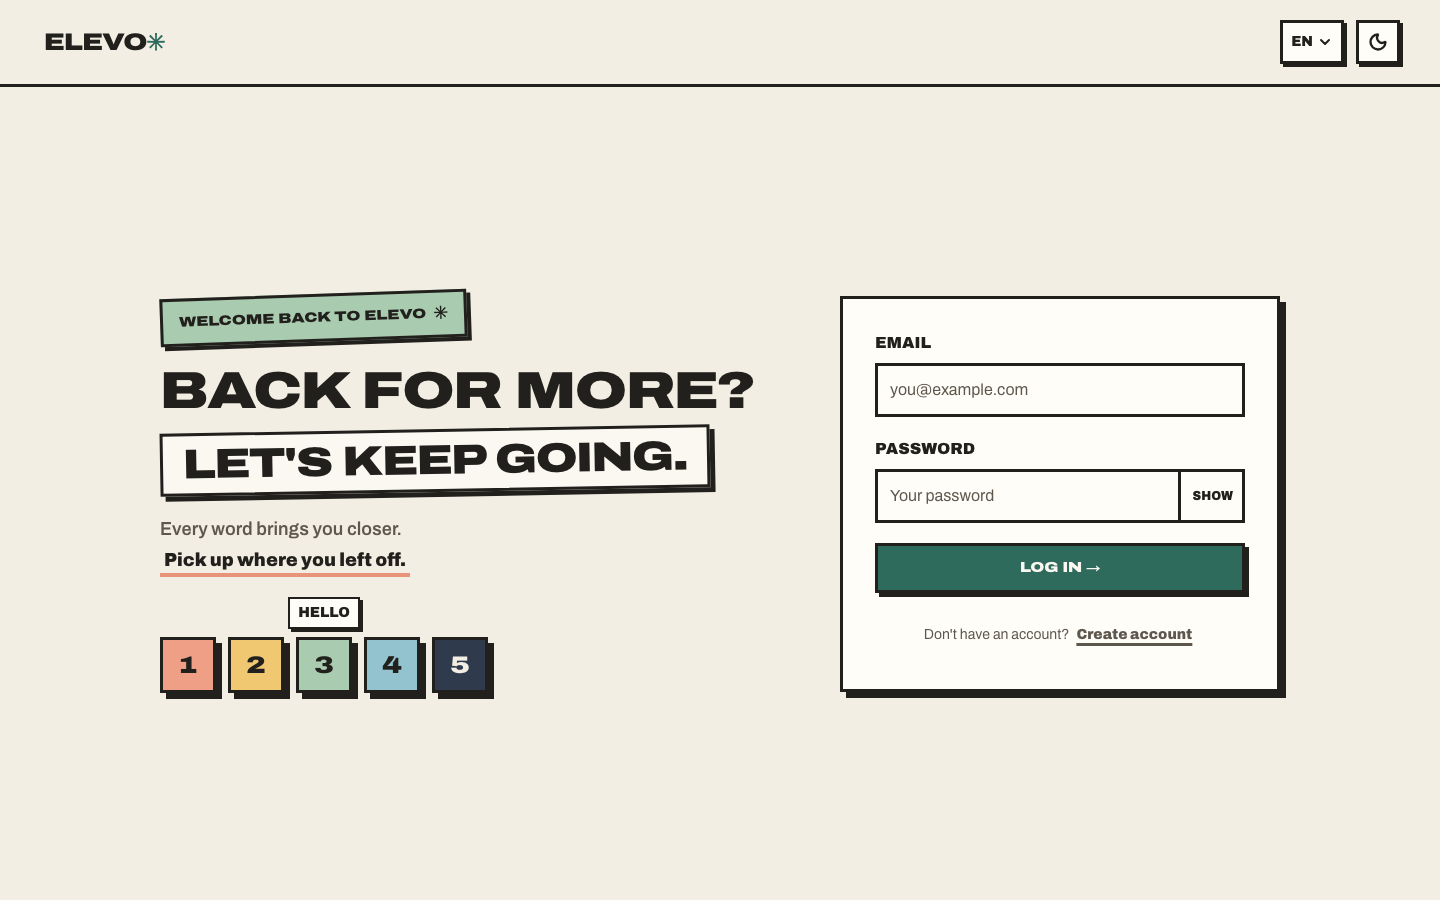 ELEVO✳
EN
WELCOME BACK TO ELEVO ✳
BACK FOR MORE?
LET'S KEEP GOING.
Every word brings you closer.
Pick up where you left off.
HELLO
1 2 3 4 5
EMAIL
you@example.com
PASSWORD
Your password SHOW
LOG IN →
Don't have an account? Create account